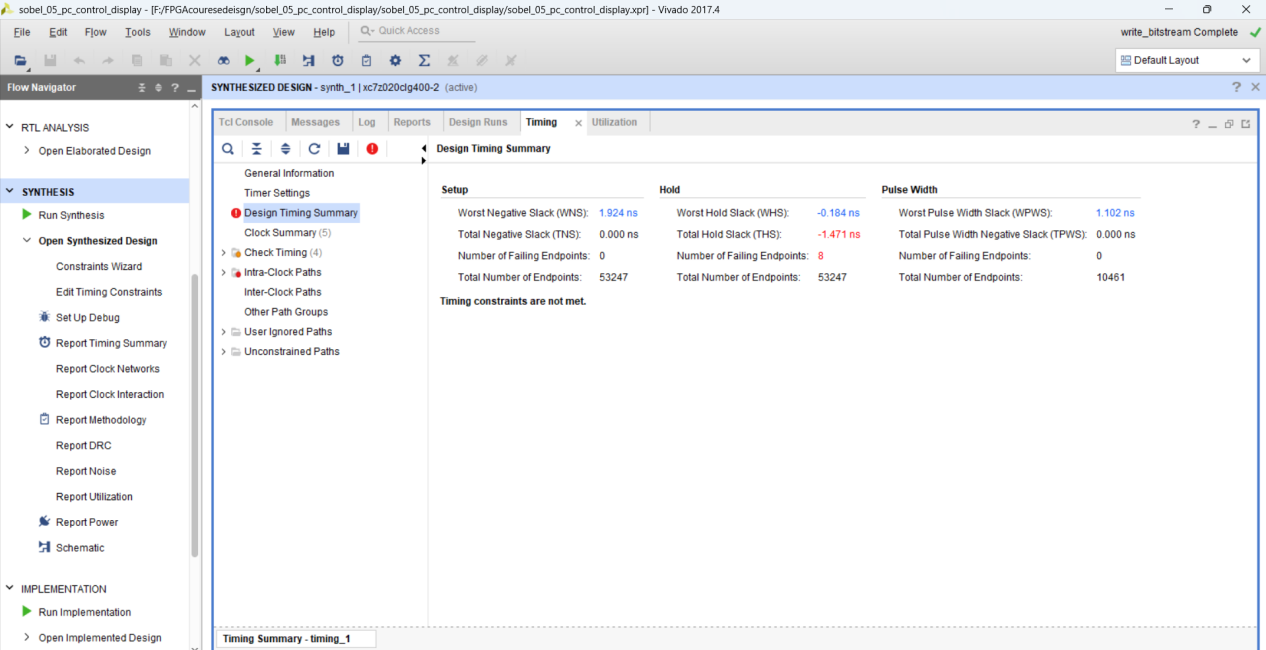 sobel_05_pc_control_display - [F:/FPGAcouresedeisgn/sobel_05_pc_control_display/sobel_05_pc_control_display/sobel_05_pc_control_display.xpr] - Vivado 2017.4
File Edit Flow Tools Window Layout View Help Quick Access
write_bitstream Complete
Default Layout
Flow Navigator
SYNTHESIZED DESIGN - synth_1 | xc7z020clg400-2 (active)
RTL ANALYSIS
Open Elaborated Design
SYNTHESIS
Run Synthesis
Open Synthesized Design
Constraints Wizard
Edit Timing Constraints
Set Up Debug
Report Timing Summary
Report Clock Networks
Report Clock Interaction
Report Methodology
Report DRC
Report Noise
Report Utilization
Report Power
Schematic
IMPLEMENTATION
Run Implementation
Open Implemented Design
Tcl Console Messages Log Reports Design Runs Timing Utilization
General Information
Timer Settings
Design Timing Summary
Clock Summary (5)
Check Timing (4)
Intra-Clock Paths
Inter-Clock Paths
Other Path Groups
User Ignored Paths
Unconstrained Paths
Design Timing Summary
Setup Hold Pulse Width
Worst Negative Slack (WNS): 1.924 ns Worst Hold Slack (WHS): -0.184 ns Worst Pulse Width Slack (WPWS): 1.102 ns
Total Negative Slack (TNS): 0.000 ns Total Hold Slack (THS): -1.471 ns Total Pulse Width Negative Slack (TPWS): 0.000 ns
Number of Failing Endpoints: 0 Number of Failing Endpoints: 8 Number of Failing Endpoints: 0
Total Number of Endpoints: 53247 Total Number of Endpoints: 53247 Total Number of Endpoints: 10461
Timing constraints are not met.
Timing Summary - timing_1